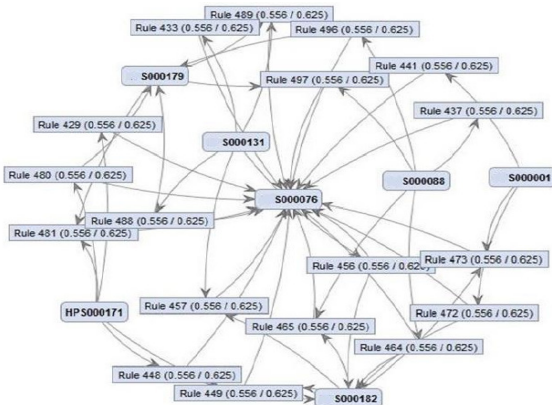 Rule 489 (0.556 / 0.625)
Rule 433 (0.556 / 0.625)
Rule 496 (0.556 / 0.625)
S000179
Rule 497 (0.556 / 0.625)
Rule 441 (0.556 / 0.625)
Rule 437 (0.556 / 0.625)
Rule 429 (0.556 / 0.625)
S000131
Rule 480 (0.556 / 0.625)
S000088
S000001
S000076
Rule 488 (0.556 / 0.625)
Rule 481 (0.556 / 0.625)
Rule 456 (0.556 / 0.625)
Rule 473 (0.556 / 0.625)
HPS000171
Rule 457 (0.556 / 0.625)
Rule 465 (0.556 / 0.625)
Rule 472 (0.556 / 0.625)
Rule 464 (0.556 / 0.625)
Rule 448 (0.556 / 0.625)
Rule 449 (0.556 / 0.625)
S000182